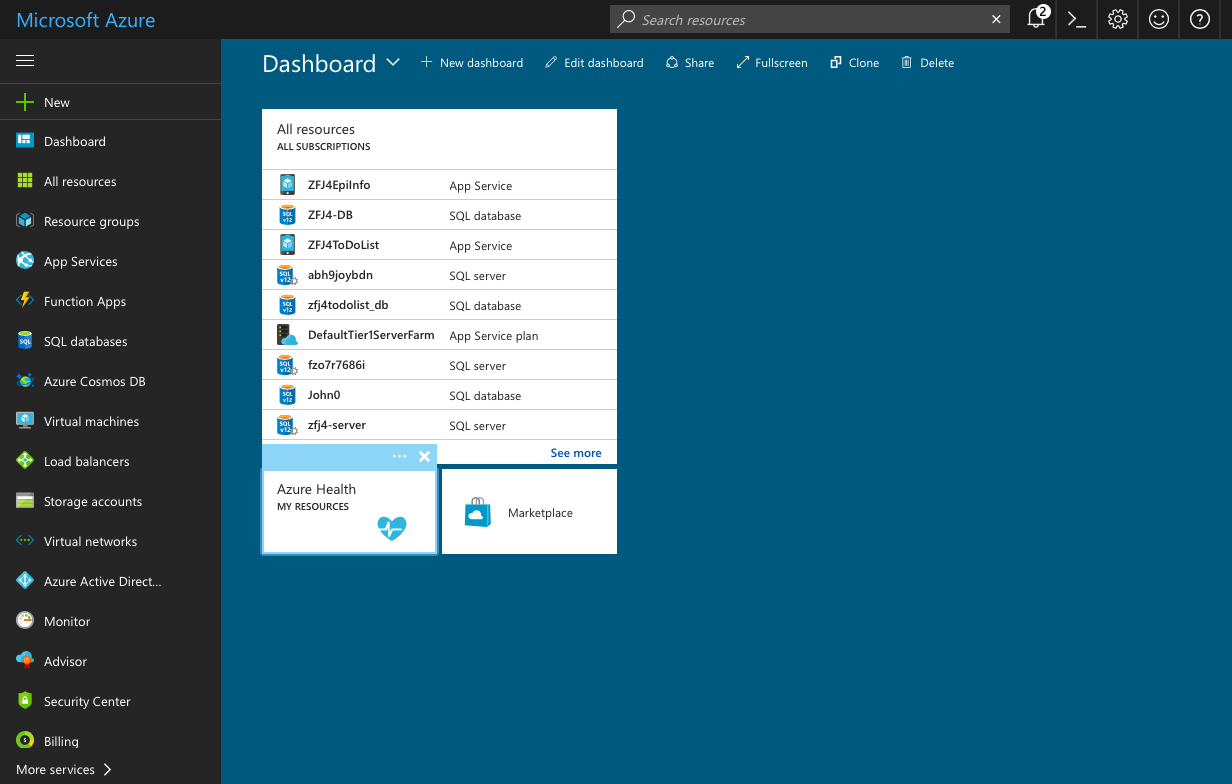 Microsoft Azure
Search resources
2
Dashboard
New dashboard
Edit dashboard
Share
Fullscreen
Clone
Delete
New
Dashboard
All resources
Resource groups
App Services
Function Apps
SQL databases
Azure Cosmos DB
Virtual machines
Load balancers
Storage accounts
Virtual networks
Azure Active Direct...
Monitor
Advisor
Security Center
Billing
More services
All resources
ALL SUBSCRIPTIONS
ZFJ4EpiInfo App Service
ZFJ4-DB SQL database
ZFJ4ToDoList App Service
abh9joybdn SQL server
zfj4todolist_db SQL database
DefaultTier1ServerFarm App Service plan
fzo7r7686i SQL server
John0 SQL database
zfj4-server SQL server
See more
Azure Health
MY RESOURCES
Marketplace